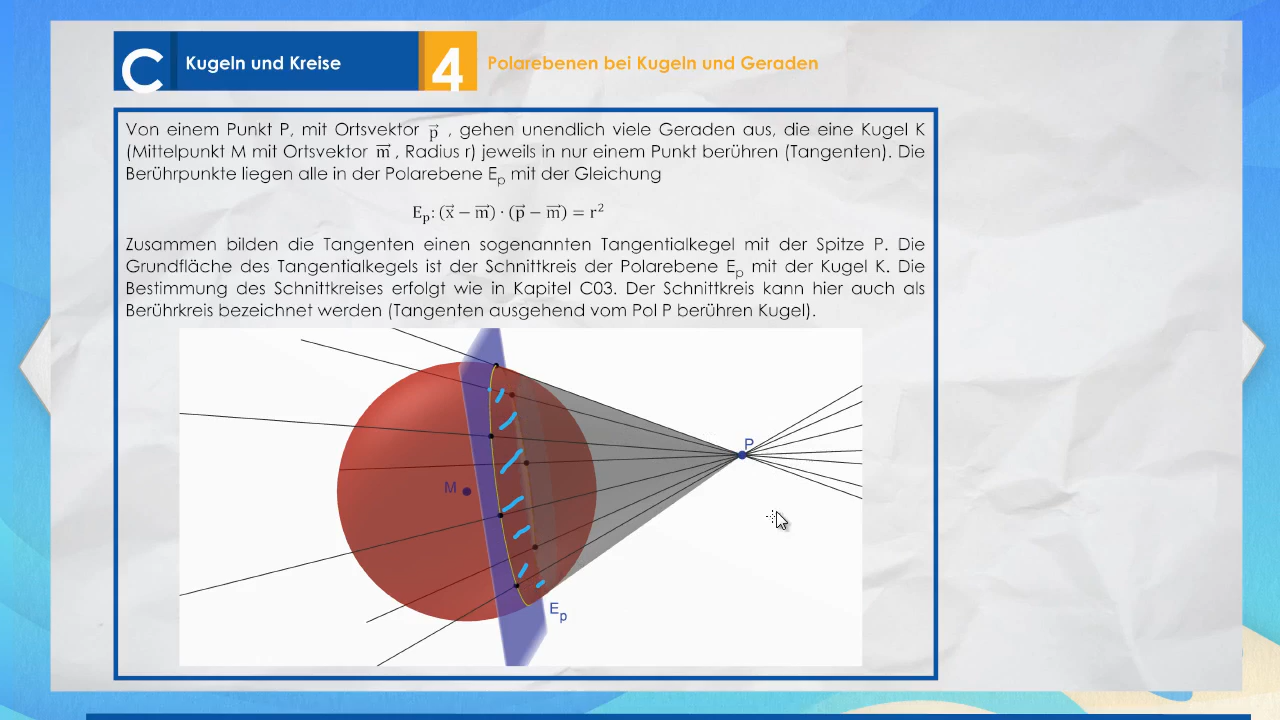 C Kugeln und Kreise 4 Polarebenen bei Kugeln und Geraden
Von einem Punkt P, mit Ortsvektor p⃗ , gehen unendlich viele Geraden aus, die eine Kugel K
(Mittelpunkt M mit Ortsvektor m⃗ , Radius r) jeweils in nur einem Punkt berühren (Tangenten). Die
Berührpunkte liegen alle in der Polarebene Eₚ mit der Gleichung
Eₚ: (x⃗ − m⃗) · (p⃗ − m⃗) = r²
Zusammen bilden die Tangenten einen sogenannten Tangentialkegel mit der Spitze P. Die
Grundfläche des Tangentialkegels ist der Schnittkreis der Polarebene Eₚ mit der Kugel K. Die
Bestimmung des Schnittkreises erfolgt wie in Kapitel C03. Der Schnittkreis kann hier auch als
Berührkreis bezeichnet werden (Tangenten ausgehend vom Pol P berühren Kugel).
P
M
Eₚ